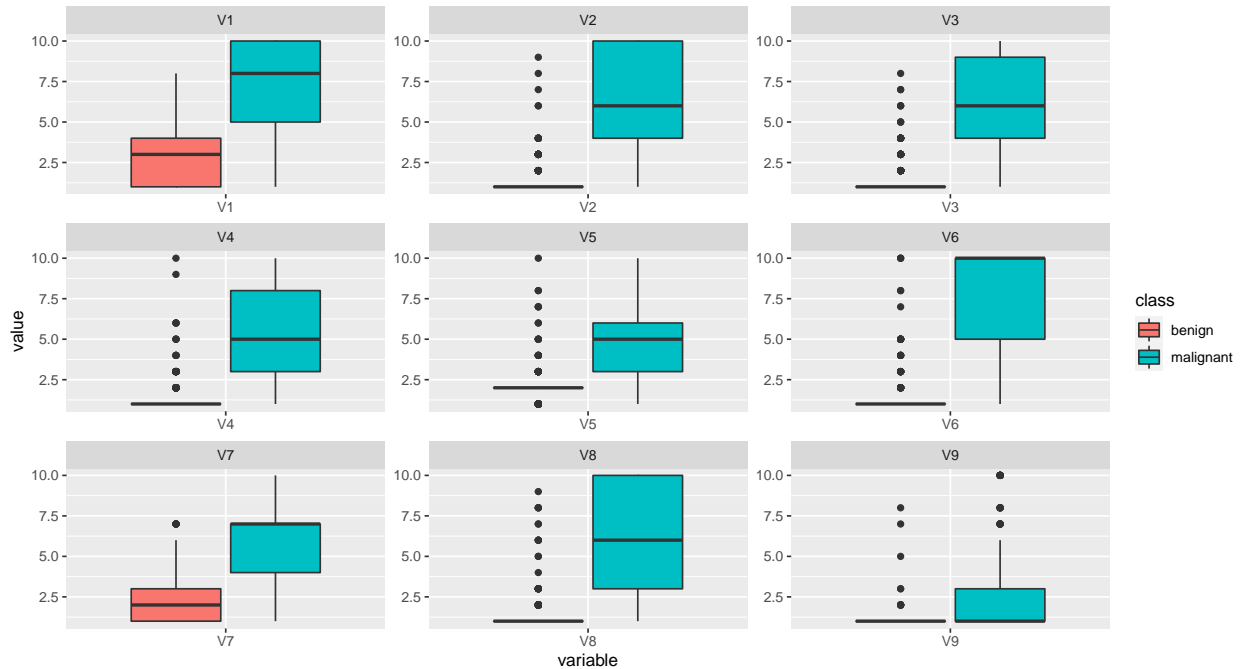 V1 V2 V3
10.0 10.0 10.0
7.5 7.5 7.5
5.0 5.0 5.0
2.5 2.5 2.5
V1 V2 V3
V4 V5 V6
10.0 10.0 10.0
7.5 7.5 7.5
5.0 5.0 5.0
2.5 2.5 2.5
V4 V5 V6
V7 V8 V9
10.0 10.0 10.0
7.5 7.5 7.5
5.0 5.0 5.0
2.5 2.5 2.5
V7 V8 V9
value
variable
class
benign
malignant